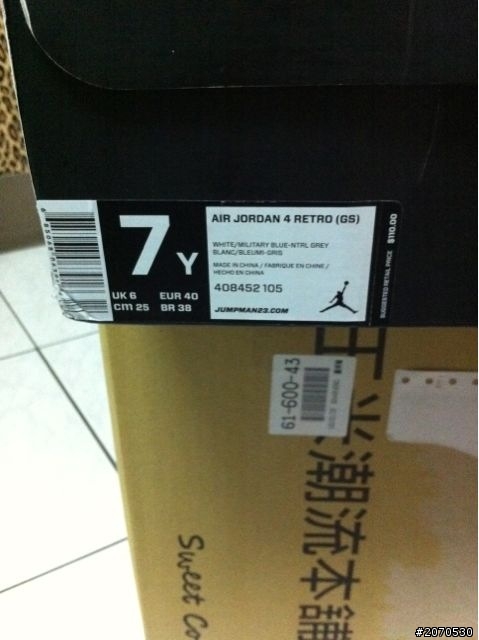 7Y
UK 6 EUR 40
cm 25 BR 38
AIR JORDAN 4 RETRO (GS)
WHITE/MILITARY BLUE-NTRL GREY
BLANC/BLEUMI-GRIS
MADE IN CHINA / FABRIQUE EN CHINE /
HECHO EN CHINA
408452 105
JUMPMAN23.COM
SUGGESTED RETAIL PRICE $110.00
61-600-43
潮流本舖
Sweet Co
#2070530